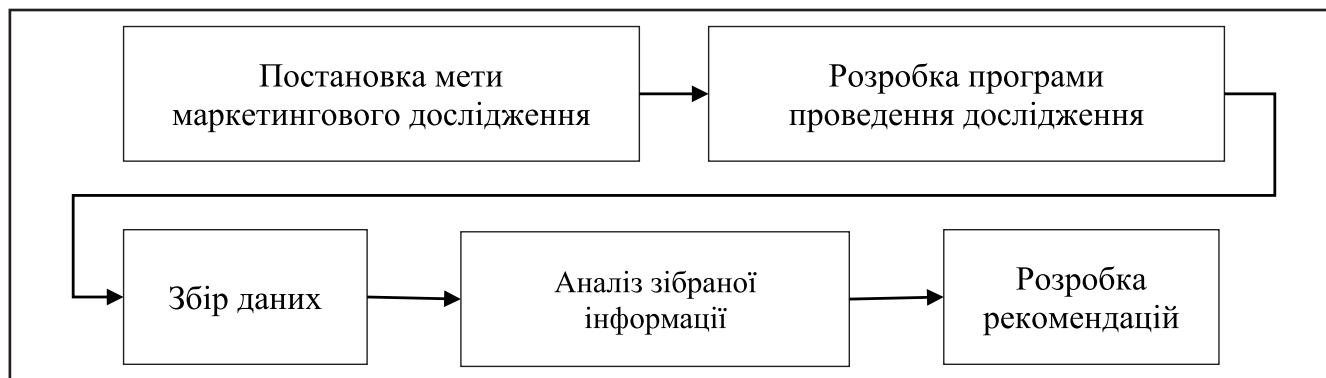 Постановка мети
маркетингового дослідження
Розробка програми
проведення дослідження
Збір даних
Аналіз зібраної
інформації
Розробка
рекомендацій